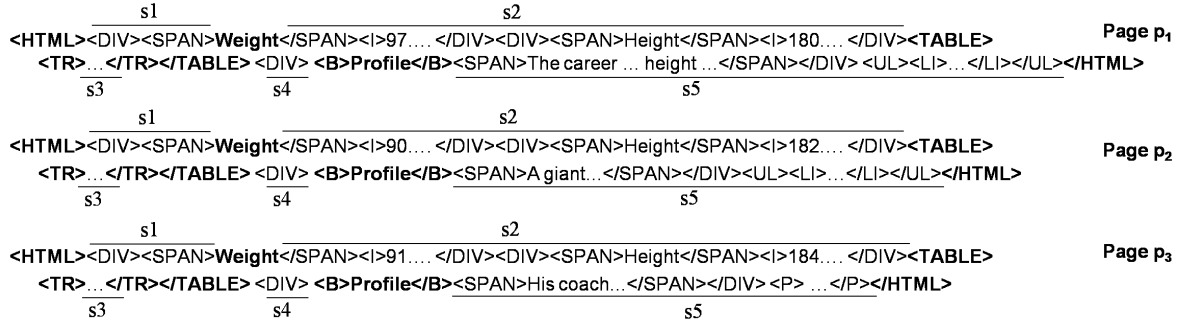 s1 s2
<HTML><DIV><SPAN>Weight</SPAN><I>97.... </DIV><DIV><SPAN>Height</SPAN><I>180.... </DIV><TABLE> Page p1
<TR>...</TR></TABLE> <DIV> <B>Profile</B> <SPAN>The career ... height ...</SPAN></DIV> <UL><LI>...</LI></UL></HTML>
s3 s4 s5
s1 s2
<HTML><DIV><SPAN>Weight</SPAN><I>90.... </DIV><DIV><SPAN>Height</SPAN><I>182.... </DIV><TABLE> Page p2
<TR>...</TR></TABLE> <DIV> <B>Profile</B> <SPAN>A giant...</SPAN></DIV><UL><LI>...</LI></UL></HTML>
s3 s4 s5
s1 s2
<HTML><DIV><SPAN>Weight</SPAN><I>91.... </DIV><DIV><SPAN>Height</SPAN><I>184.... </DIV><TABLE> Page p3
<TR>...</TR></TABLE> <DIV> <B>Profile</B><SPAN>His coach...</SPAN></DIV> <P> ...</P></HTML>
s3 s4 s5